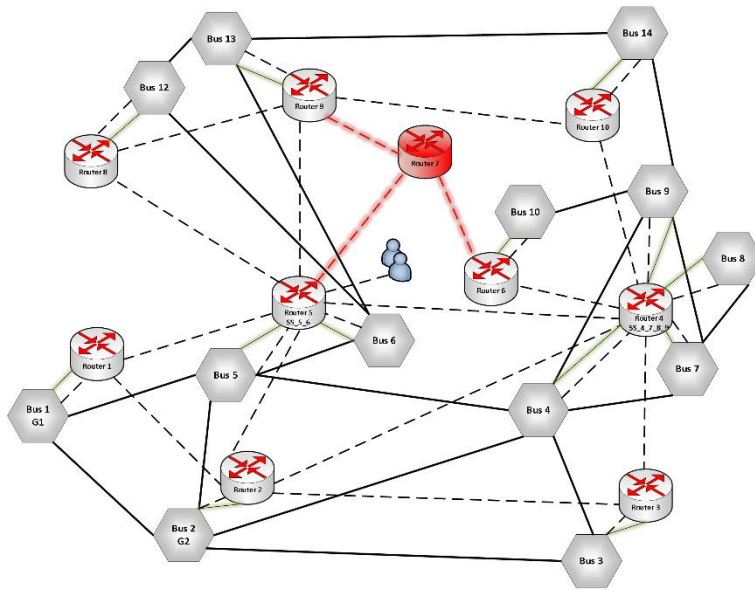 Bus 13
Bus 14
Bus 12
Router 9
Router 10
Router 7
Router 8
Bus 10
Bus 9
Bus 8
Router 6
Router 5
SS_5_6
Router 4
SS_4_7_8_9
Bus 6
Router 1
Bus 5
Bus 7
Bus 1
G1
Bus 4
Router 2
Router 3
Bus 2
G2
Bus 3